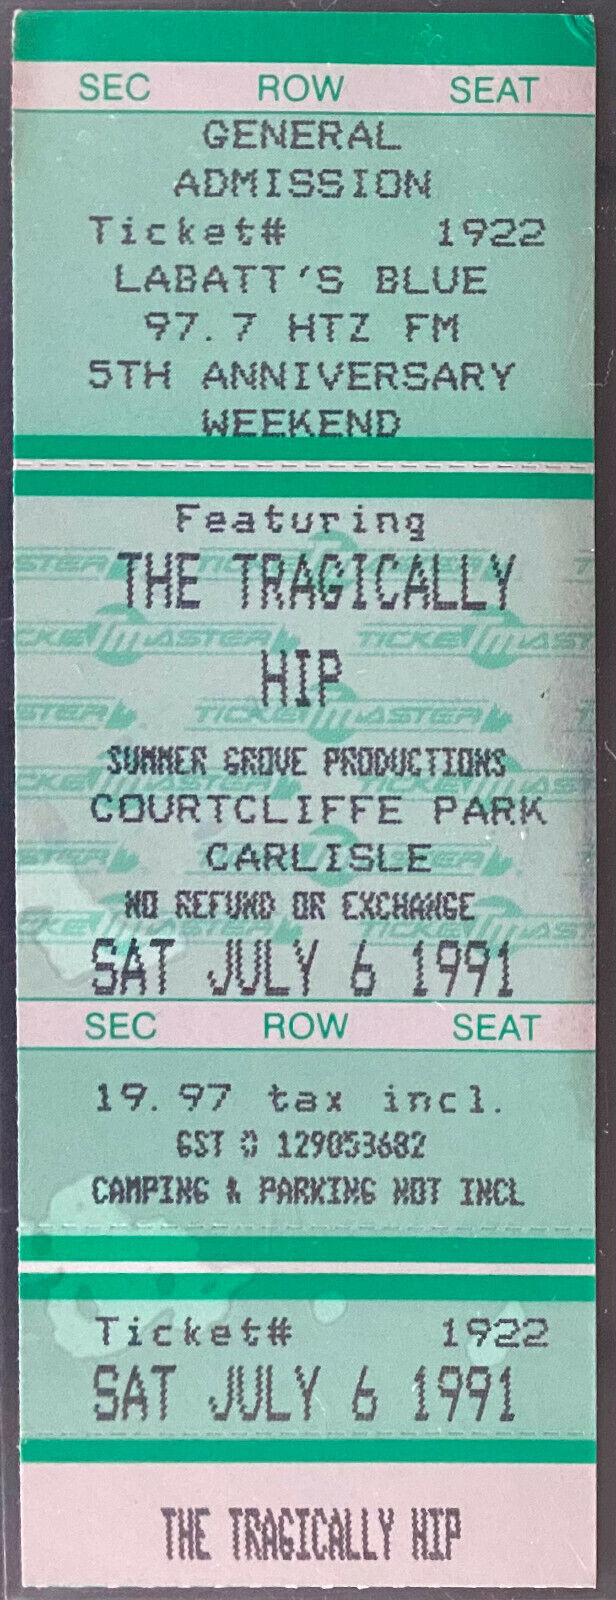 SEC ROW SEAT
GENERAL
ADMISSION
Ticket# 1922
LABATT'S BLUE
97.7 HTZ FM
5TH ANNIVERSARY
WEEKEND
Featuring
THE TRAGICALLY
HIP
SUMMER GROVE PRODUCTIONS
COURTCLIFFE PARK
CARLISLE
NO REFUND OR EXCHANGE
SAT JULY 6 1991
SEC ROW SEAT
19.97 tax incl.
GST # 129053682
CAMPING & PARKING NOT INCL
Ticket# 1922
SAT JULY 6 1991
THE TRAGICALLY HIP
TICKETMASTER